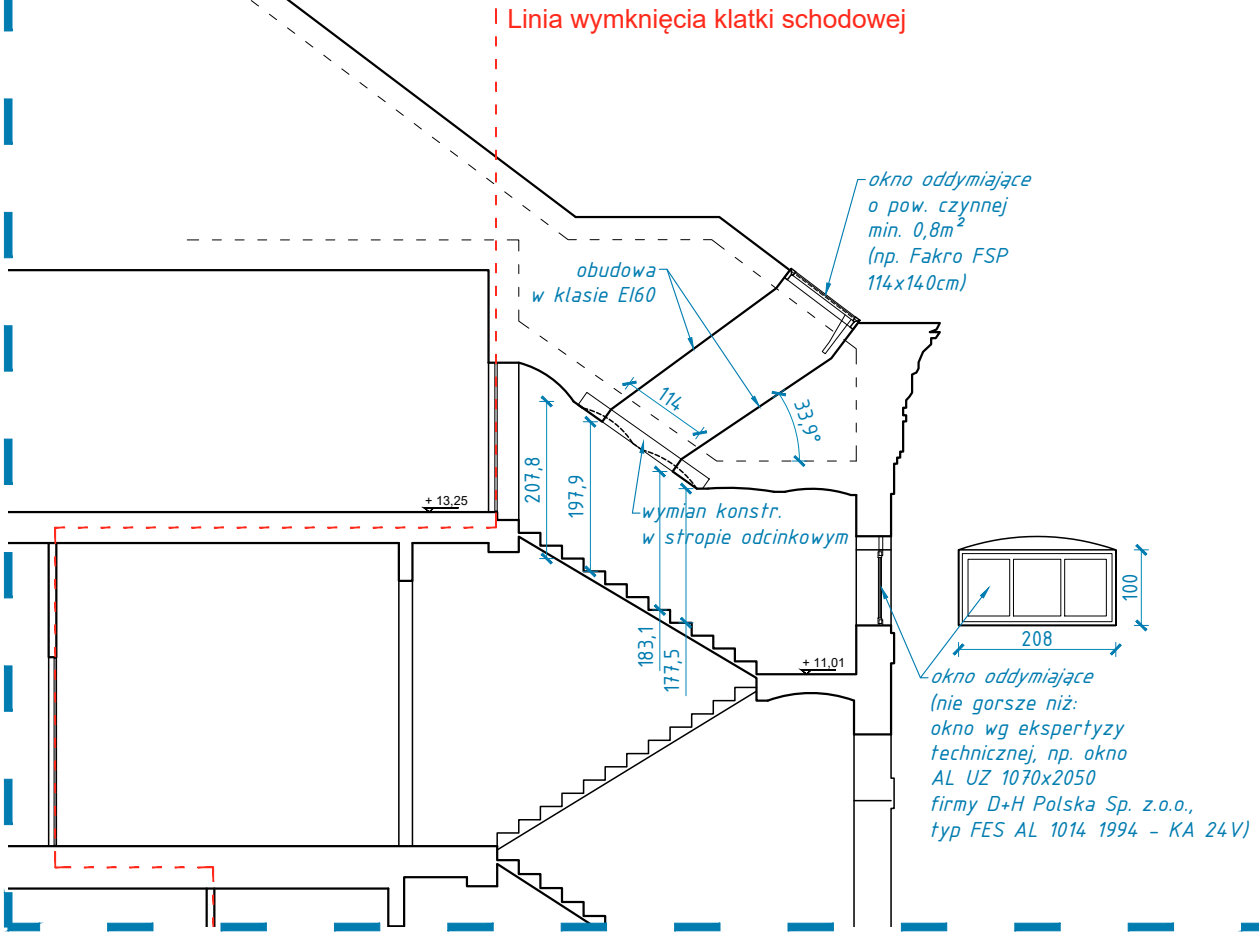 Linia wymknięcia klatki schodowej
okno oddymiające
o pow. czynnej
min. 0,8m²
(np. Fakro FSP
114x140cm)
obudowa
w klasie EI60
114
33,9°
207,8
197,9
+ 13,25
wymian konstr.
w stropie odcinkowym
183,1
177,5
+ 11,01
100
208
okno oddymiające
(nie gorsze niż:
okno wg ekspertyzy
technicznej, np. okno
AL UZ 1070x2050
firmy D+H Polska Sp. z.o.o.,
typ FES AL 1014 1994 - KA 24V)